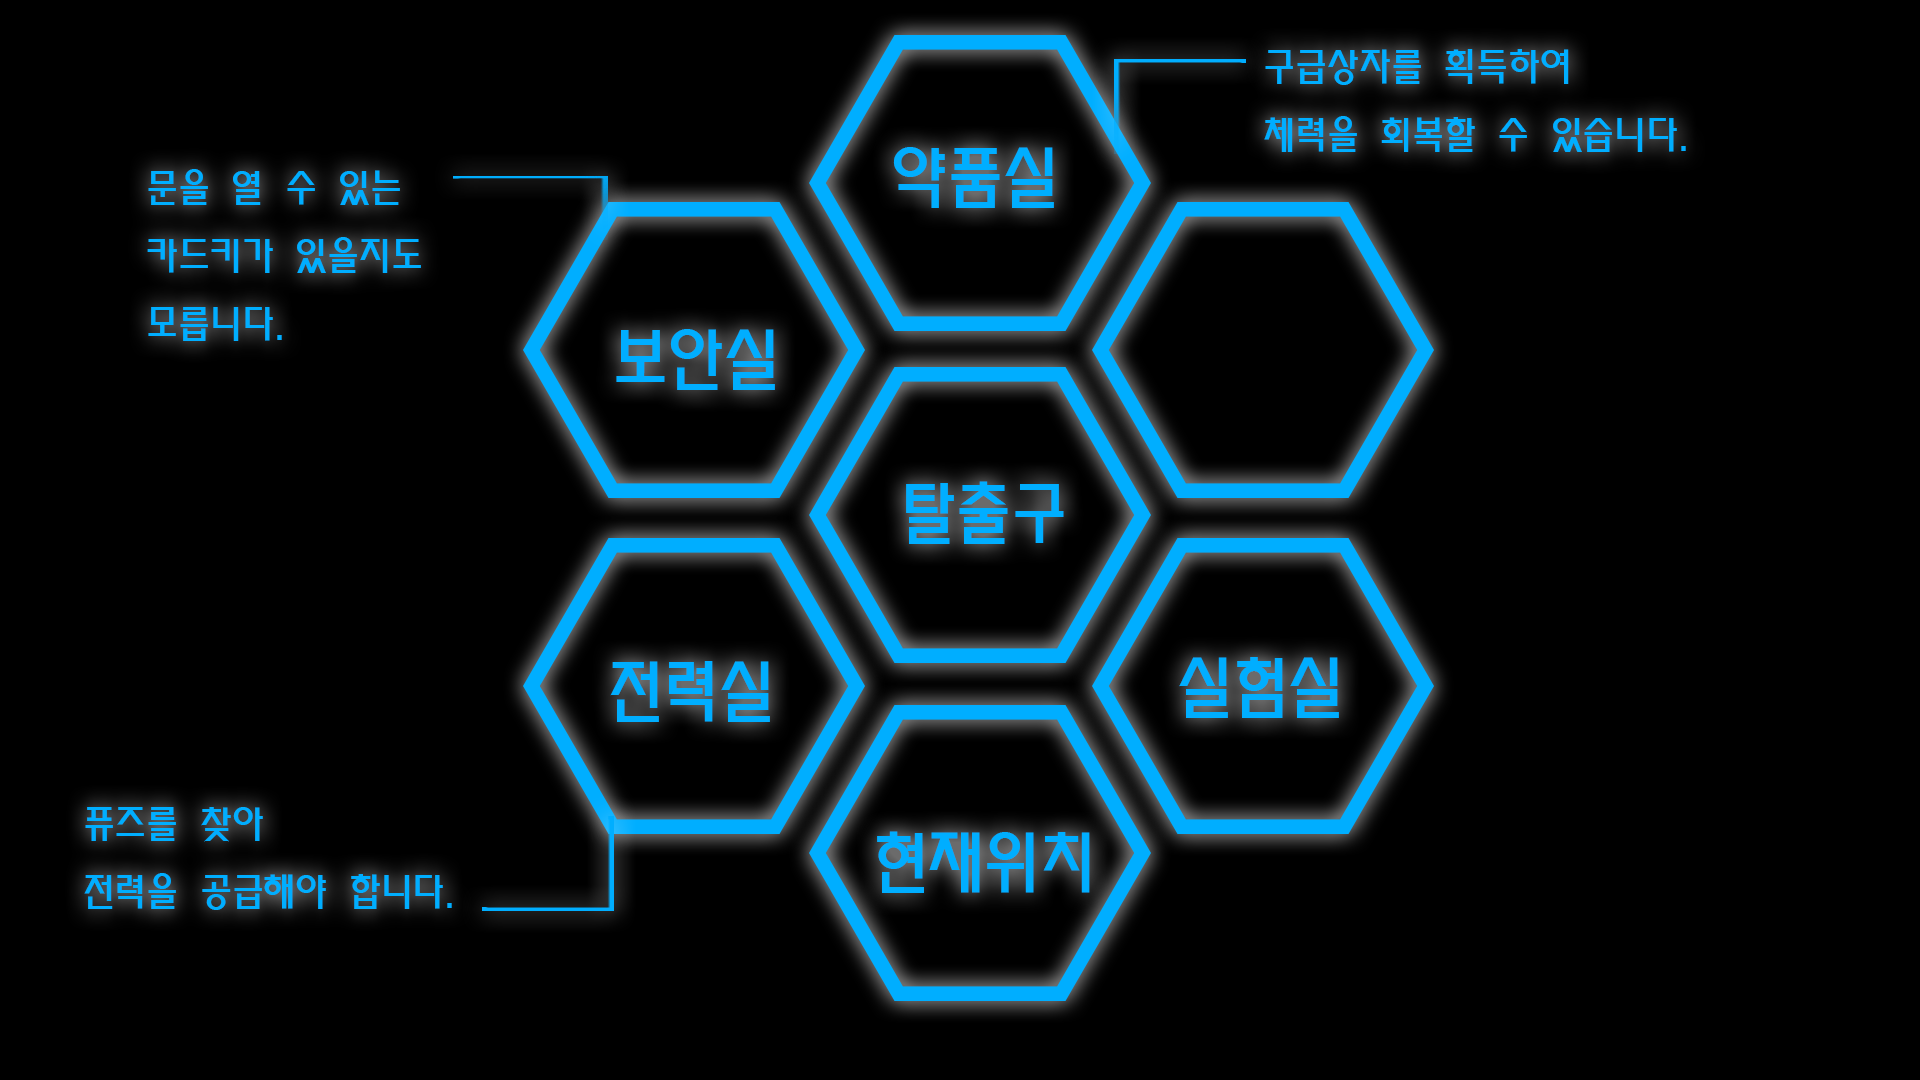 구급상자를 획득하여
체력을 회복할 수 있습니다.
약품실
문을 열 수 있는
카드키가 있을지도
모릅니다.
보안실
탈출구
전력실
실험실
퓨즈를 찾아
전력을 공급해야 합니다.
현재위치